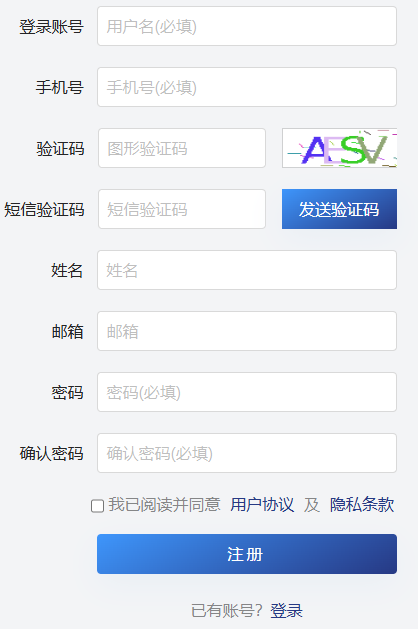 登录账号 用户名(必填)
手机号 手机号(必填)
验证码 图形验证码 AESV
短信验证码 短信验证码 发送验证码
姓名 姓名
邮箱 邮箱
密码 密码(必填)
确认密码 确认密码(必填)
我已阅读并同意 用户协议 及 隐私条款
注册
已有账号? 登录